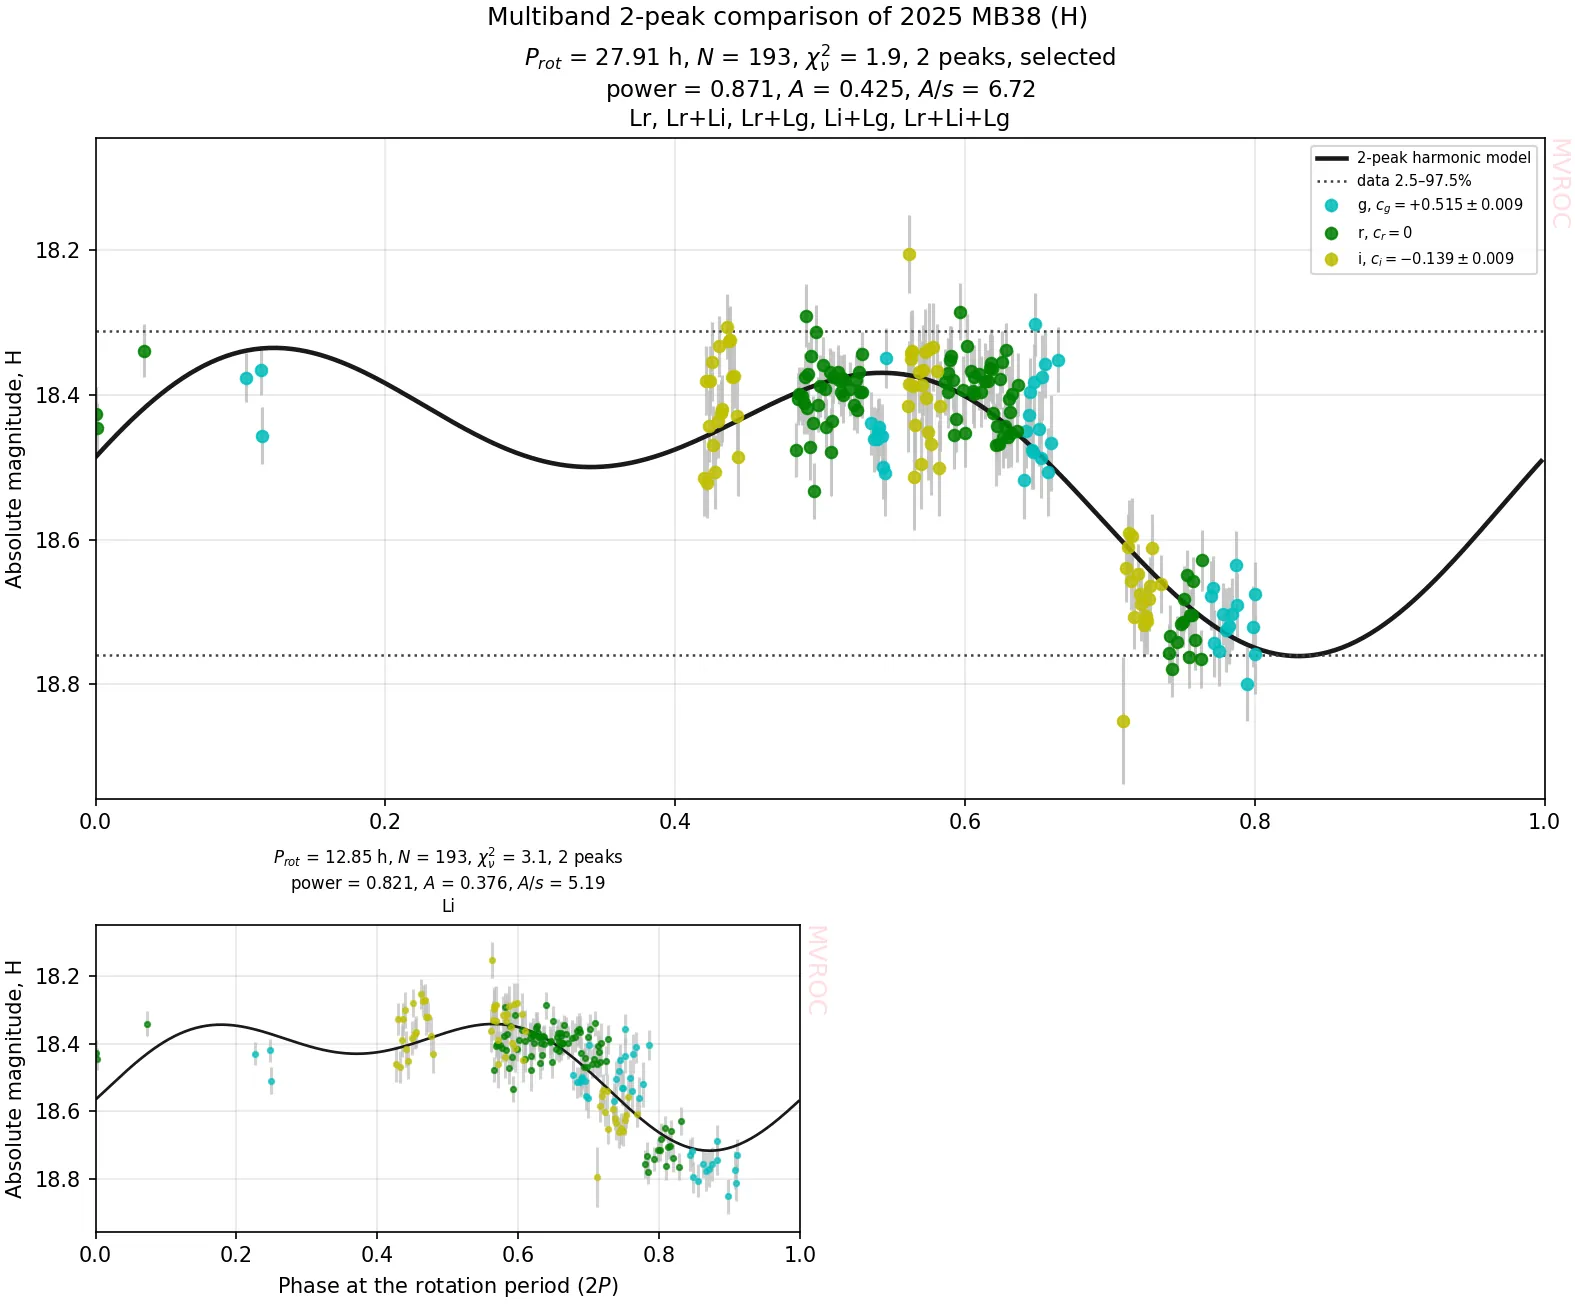 Multiband 2-peak comparison of 2025 MB38 (H)
P_rot = 27.91 h, N = 193, χ²_ν = 1.9, 2 peaks, selected
power = 0.871, A = 0.425, A/s = 6.72
Lr, Lr+Li, Lr+Lg, Li+Lg, Lr+Li+Lg
2-peak harmonic model
data 2.5–97.5%
g, c_g = +0.515 ± 0.009
r, c_r = 0
i, c_i = −0.139 ± 0.009
MVROC
Absolute magnitude, H
18.2
18.4
18.6
18.8
0.0 0.2 0.4 0.6 0.8 1.0
P_rot = 12.85 h, N = 193, χ²_ν = 3.1, 2 peaks
power = 0.821, A = 0.376, A/s = 5.19
Li
MVROC
Absolute magnitude, H
18.2
18.4
18.6
18.8
0.0 0.2 0.4 0.6 0.8 1.0
Phase at the rotation period (2P)